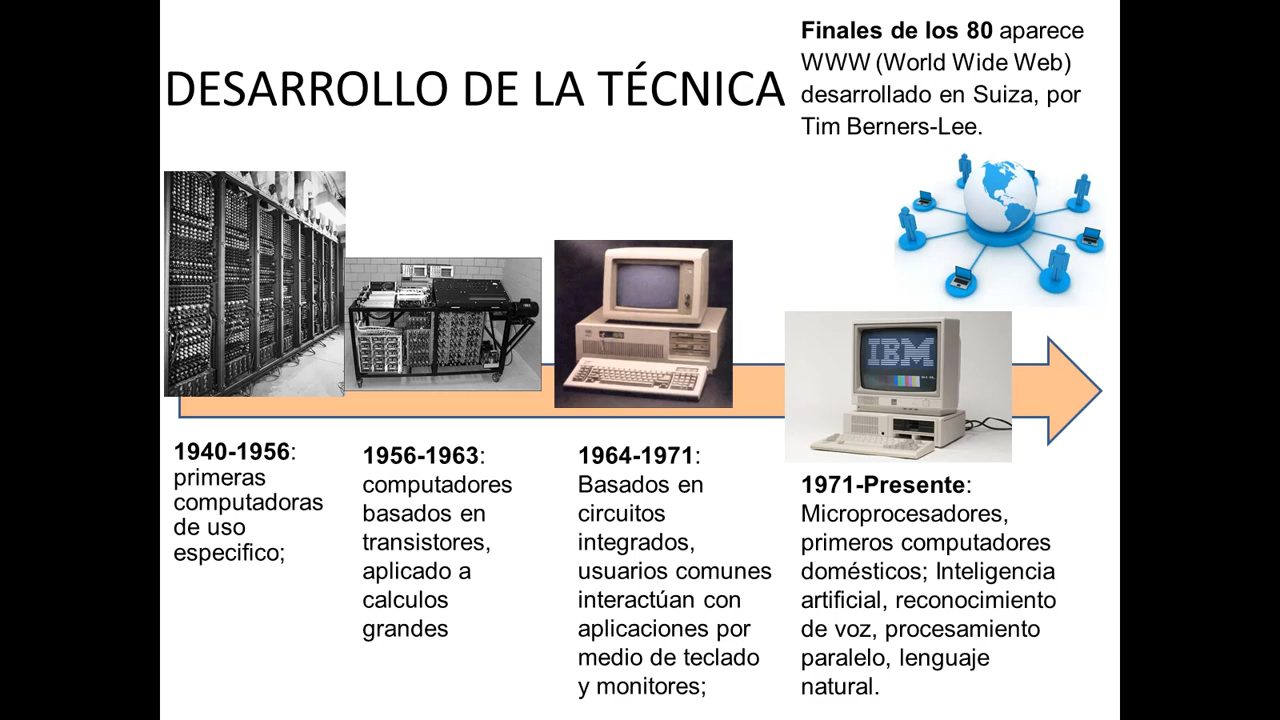 DESARROLLO DE LA TÉCNICA
Finales de los 80 aparece
WWW (World Wide Web)
desarrollado en Suiza, por
Tim Berners-Lee.
IBM
1940-1956:
primeras
computadoras
de uso
especifico;
1956-1963:
computadores
basados en
transistores,
aplicado a
calculos
grandes
1964-1971:
Basados en
circuitos
integrados,
usuarios comunes
interactúan con
aplicaciones por
medio de teclado
y monitores;
1971-Presente:
Microprocesadores,
primeros computadores
domésticos; Inteligencia
artificial, reconocimiento
de voz, procesamiento
paralelo, lenguaje
natural.